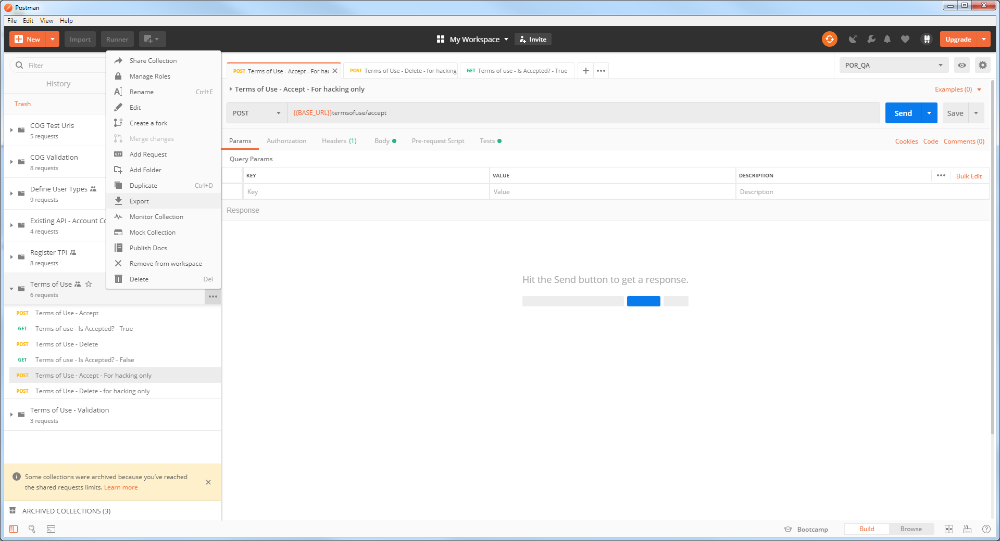 Postman
File Edit View Help
New Import Runner My Workspace Invite Upgrade
Filter
History
Trash
COG Test Urls
5 requests
COG Validation
8 requests
Define User Types
9 requests
Existing API - Account Co
4 requests
Register TPI
8 requests
Terms of Use
6 requests
POST Terms of Use - Accept
GET Terms of use - Is Accepted? - True
POST Terms of Use - Delete
GET Terms of use - Is Accepted? - False
POST Terms of Use - Accept - For hacking only
POST Terms of Use - Delete - for hacking only
Terms of Use - Validation
3 requests
Some collections were archived because you've reached
the shared requests limits. Learn more
ARCHIVED COLLECTIONS (3)
Share Collection
Manage Roles
Rename Ctrl+E
Edit
Create a fork
Merge changes
GET Add Request
Add Folder
Duplicate Ctrl+D
Export
Monitor Collection
Mock Collection
Publish Docs
Remove from workspace
Delete Del
POST Terms of Use - Accept - For hac
POST Terms of Use - Delete - for hacking
GET Terms of use - Is Accepted? - True
POR_QA
Terms of Use - Accept - For hacking only
Examples (0)
POST {{BASE_URL}}termsofuse/accept Send Save
Params Authorization Headers (1) Body Pre-request Script Tests Cookies Code Comments (0)
Query Params
KEY VALUE DESCRIPTION Bulk Edit
Key Value Description
Response
Hit the Send button to get a response.
Bootcamp Build Browse